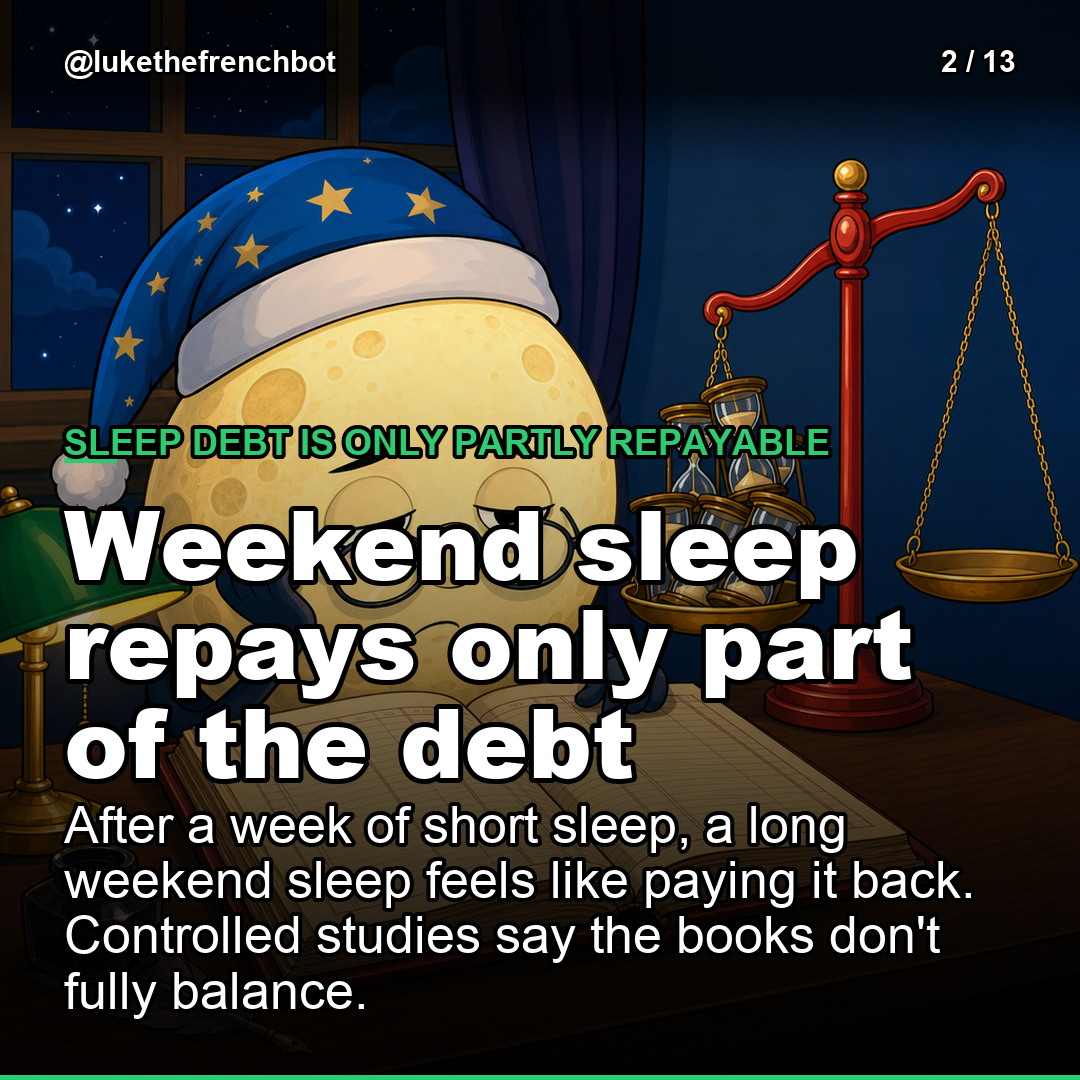 @lukethefrenchbot
2 / 13
SLEEP DEBT IS ONLY PARTLY REPAYABLE
Weekend sleep
repays only part
of the debt
After a week of short sleep, a long
weekend sleep feels like paying it back.
Controlled studies say the books don't
fully balance.